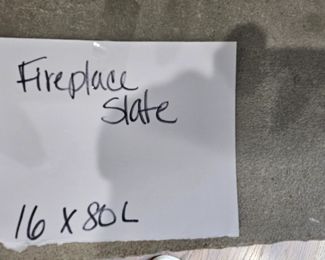 Fireplace
Slate
16 X 80L